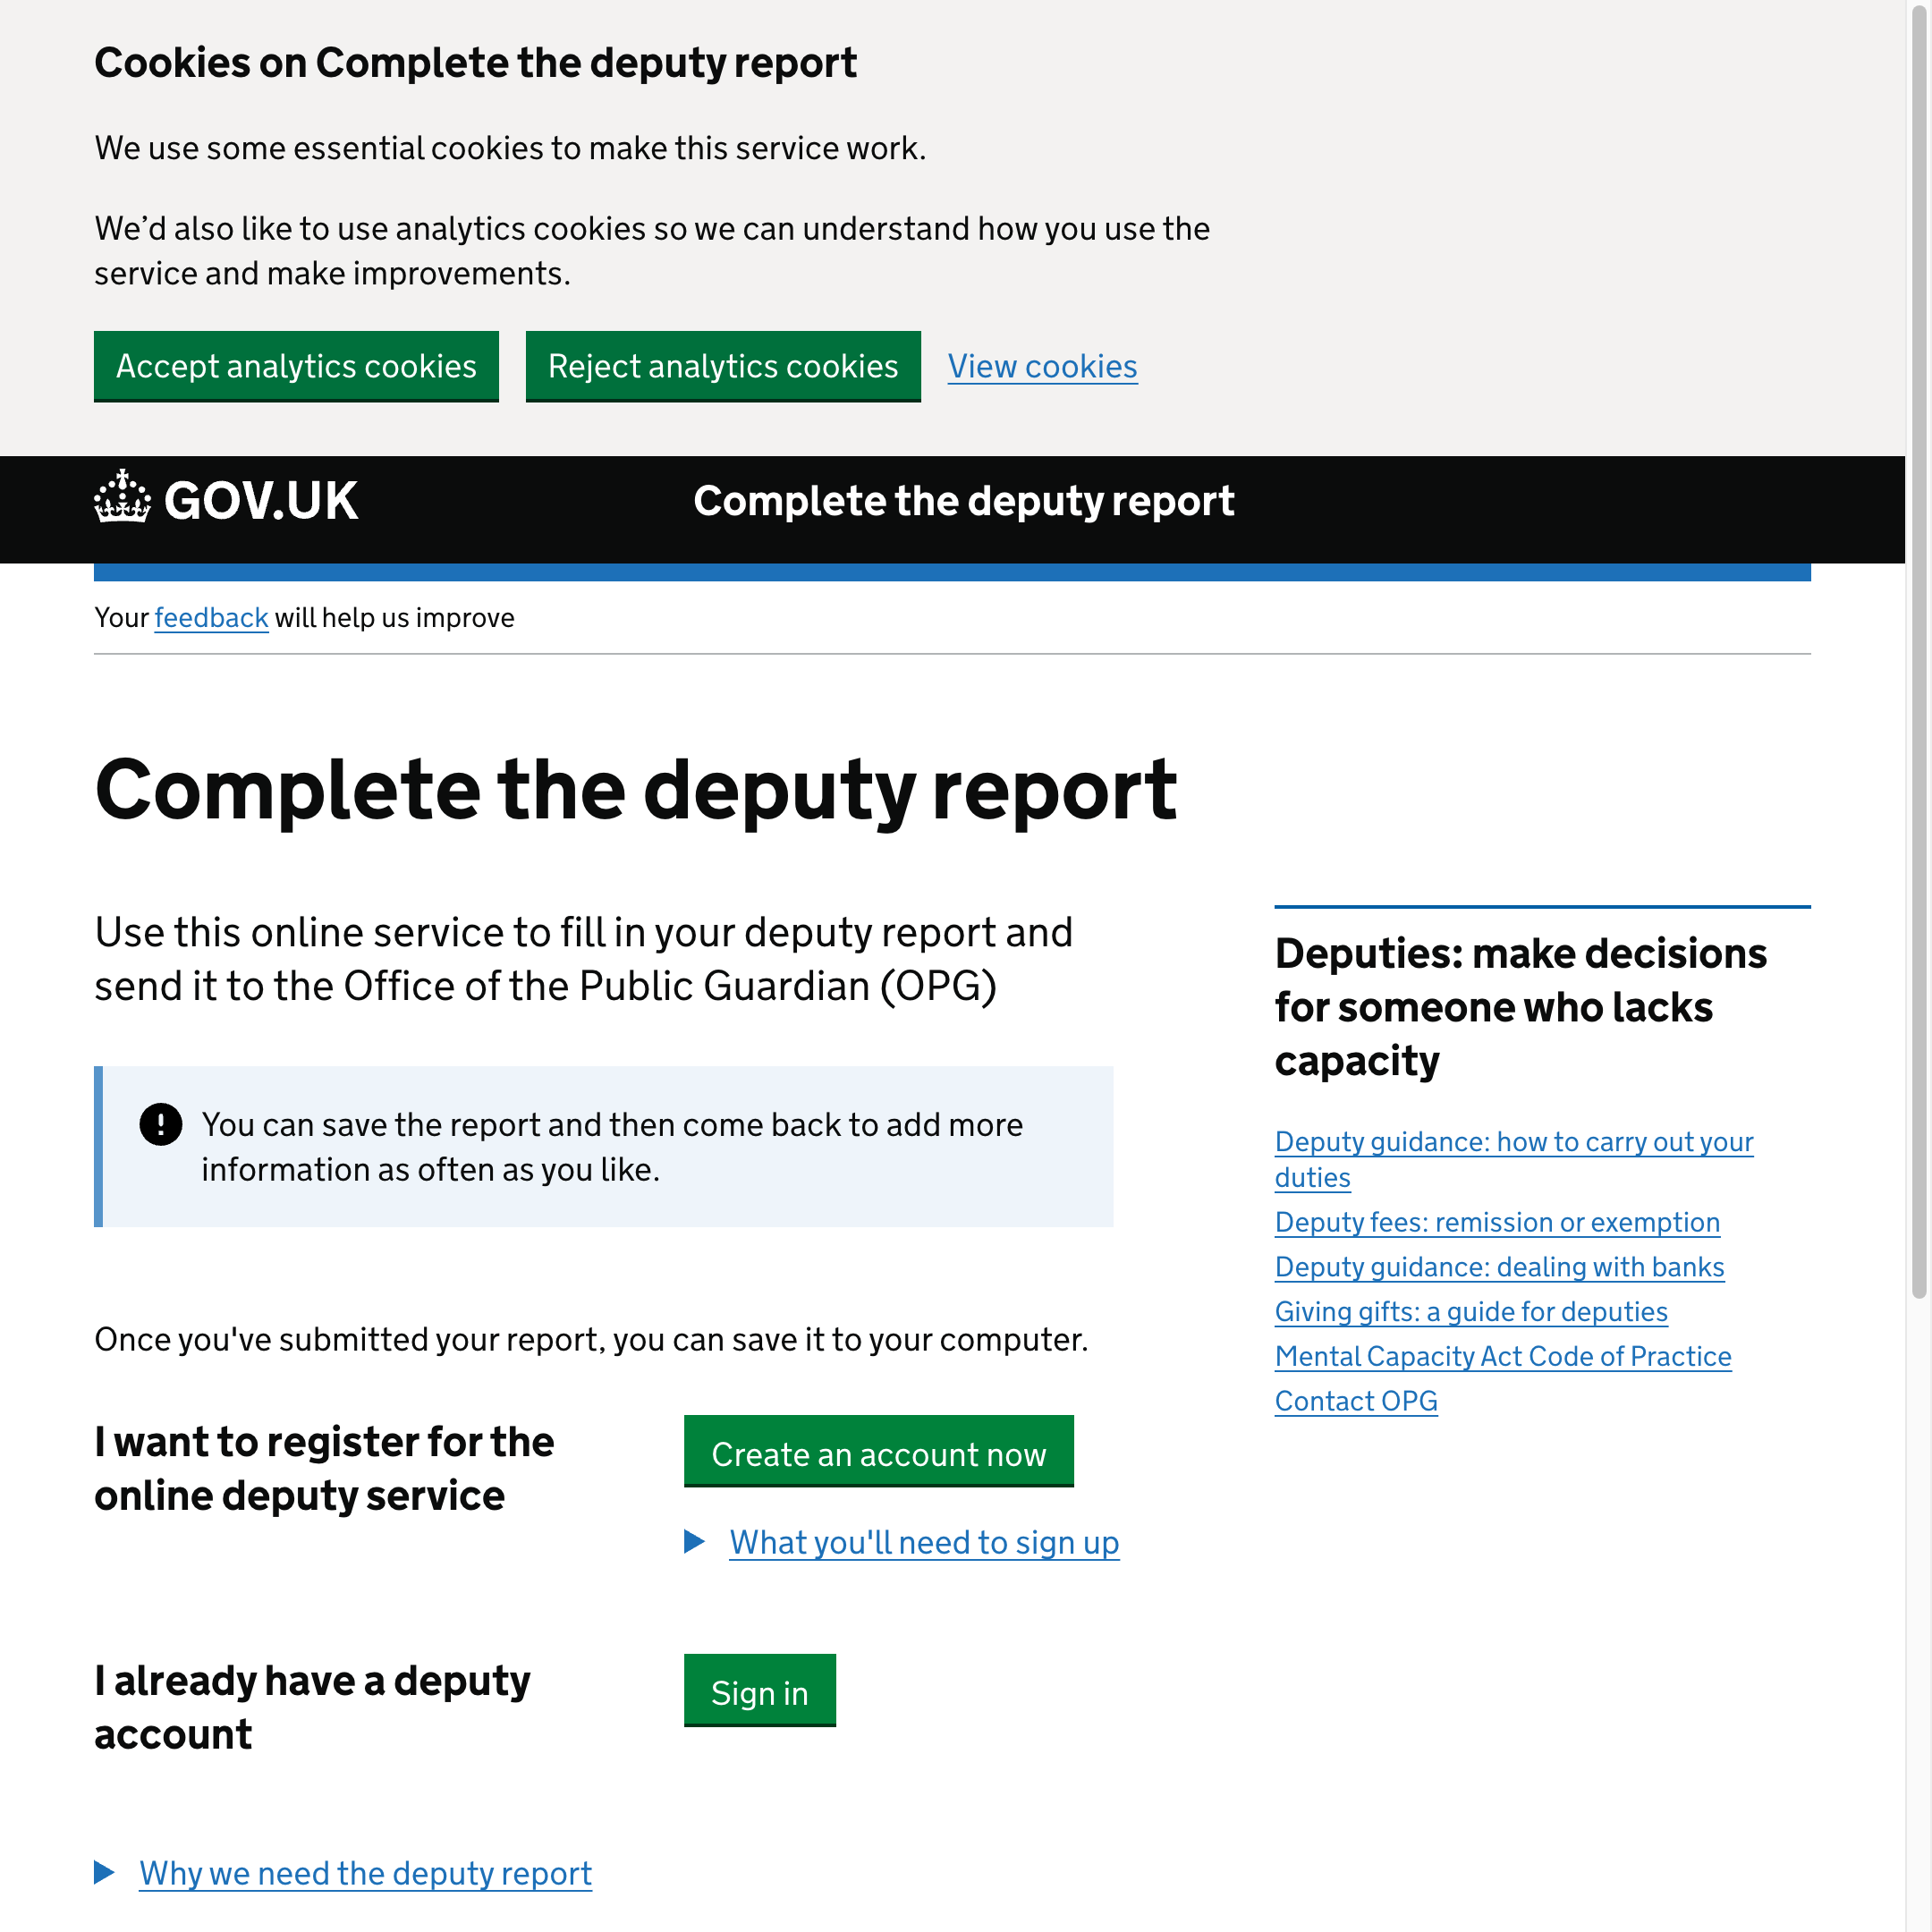 Cookies on Complete the deputy report
We use some essential cookies to make this service work.
We’d also like to use analytics cookies so we can understand how you use the
service and make improvements.
Accept analytics cookies
Reject analytics cookies
View cookies
GOV.UK
Complete the deputy report
Your feedback will help us improve
Complete the deputy report
Use this online service to fill in your deputy report and
send it to the Office of the Public Guardian (OPG)
You can save the report and then come back to add more
information as often as you like.
Once you've submitted your report, you can save it to your computer.
I want to register for the
online deputy service
Create an account now
What you'll need to sign up
I already have a deputy
account
Sign in
Why we need the deputy report
Deputies: make decisions
for someone who lacks
capacity
Deputy guidance: how to carry out your
duties
Deputy fees: remission or exemption
Deputy guidance: dealing with banks
Giving gifts: a guide for deputies
Mental Capacity Act Code of Practice
Contact OPG